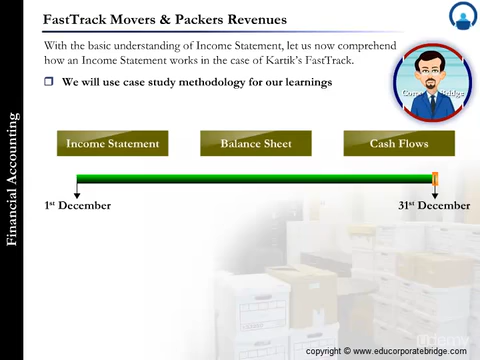 FastTrack Movers & Packers Revenues
With the basic understanding of Income Statement, let us now comprehend
how an Income Statement works in the case of Kartik's FastTrack.
We will use case study methodology for our learnings
Financial Accounting
Income Statement
Balance Sheet
Cash Flows
1st December
31st December
copyright © www.educorporatebridge.com